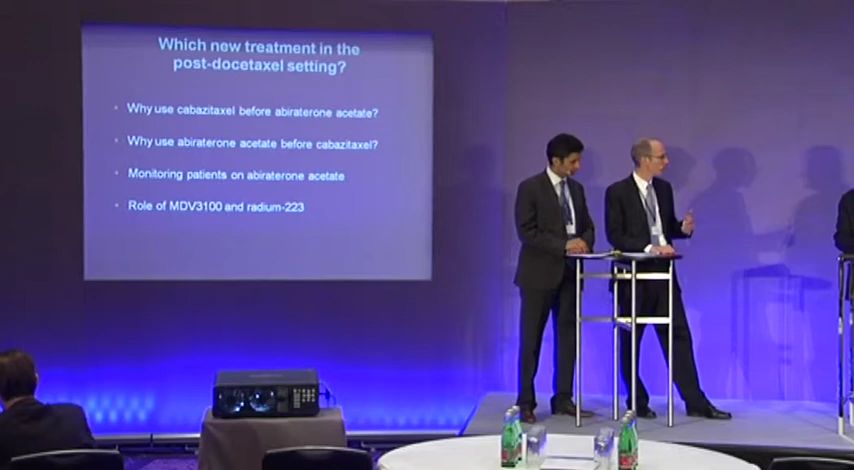 Which new treatment in the
post-docetaxel setting?
Why use cabazitaxel before abiraterone acetate?
Why use abiraterone acetate before cabazitaxel?
Monitoring patients on abiraterone acetate
Role of MDV3100 and radium-223